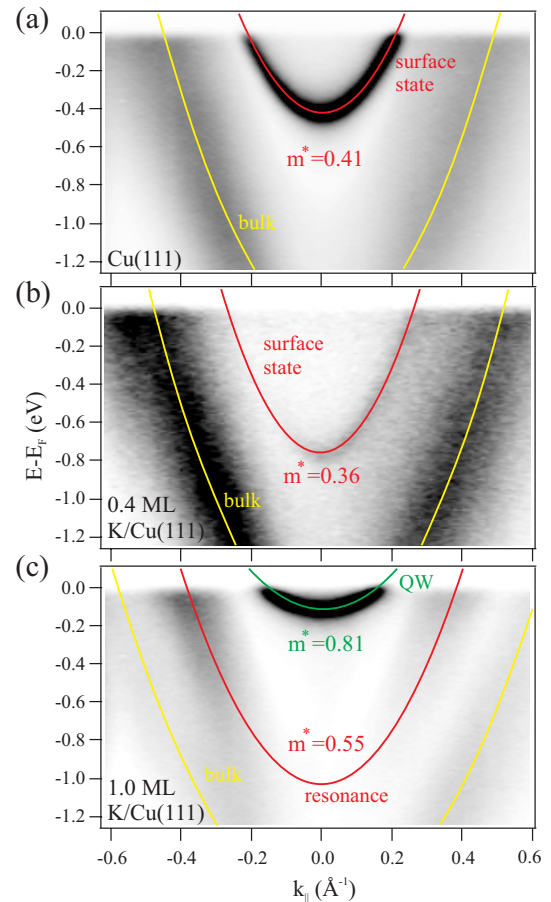 (a)
0.0
-0.2
-0.4
-0.6
-0.8
-1.0
-1.2
surface
state
m*=0.41
bulk
Cu(111)
(b)
0.0
-0.2
-0.4
-0.6
-0.8
-1.0
-1.2
surface
state
m*=0.36
bulk
0.4 ML
K/Cu(111)
E-E_F (eV)
(c)
0.0
-0.2
-0.4
-0.6
-0.8
-1.0
-1.2
QW
m*=0.81
m*=0.55
bulk
resonance
1.0 ML
K/Cu(111)
-0.6 -0.4 -0.2 0.0 0.2 0.4 0.6
k_|| (Å⁻¹)